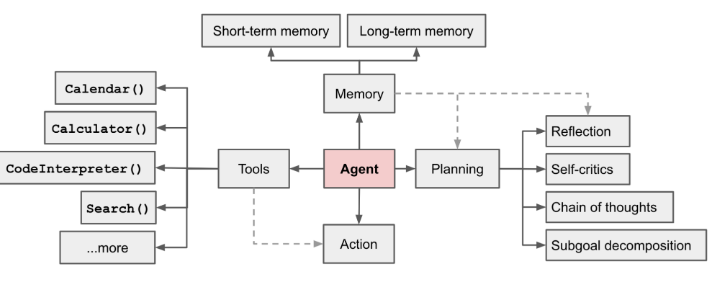 Short-term memory
Long-term memory
Calendar()
Memory
Calculator()
Reflection
CodeInterpreter()
Tools
Agent
Planning
Self-critics
Search()
Chain of thoughts
...more
Action
Subgoal decomposition